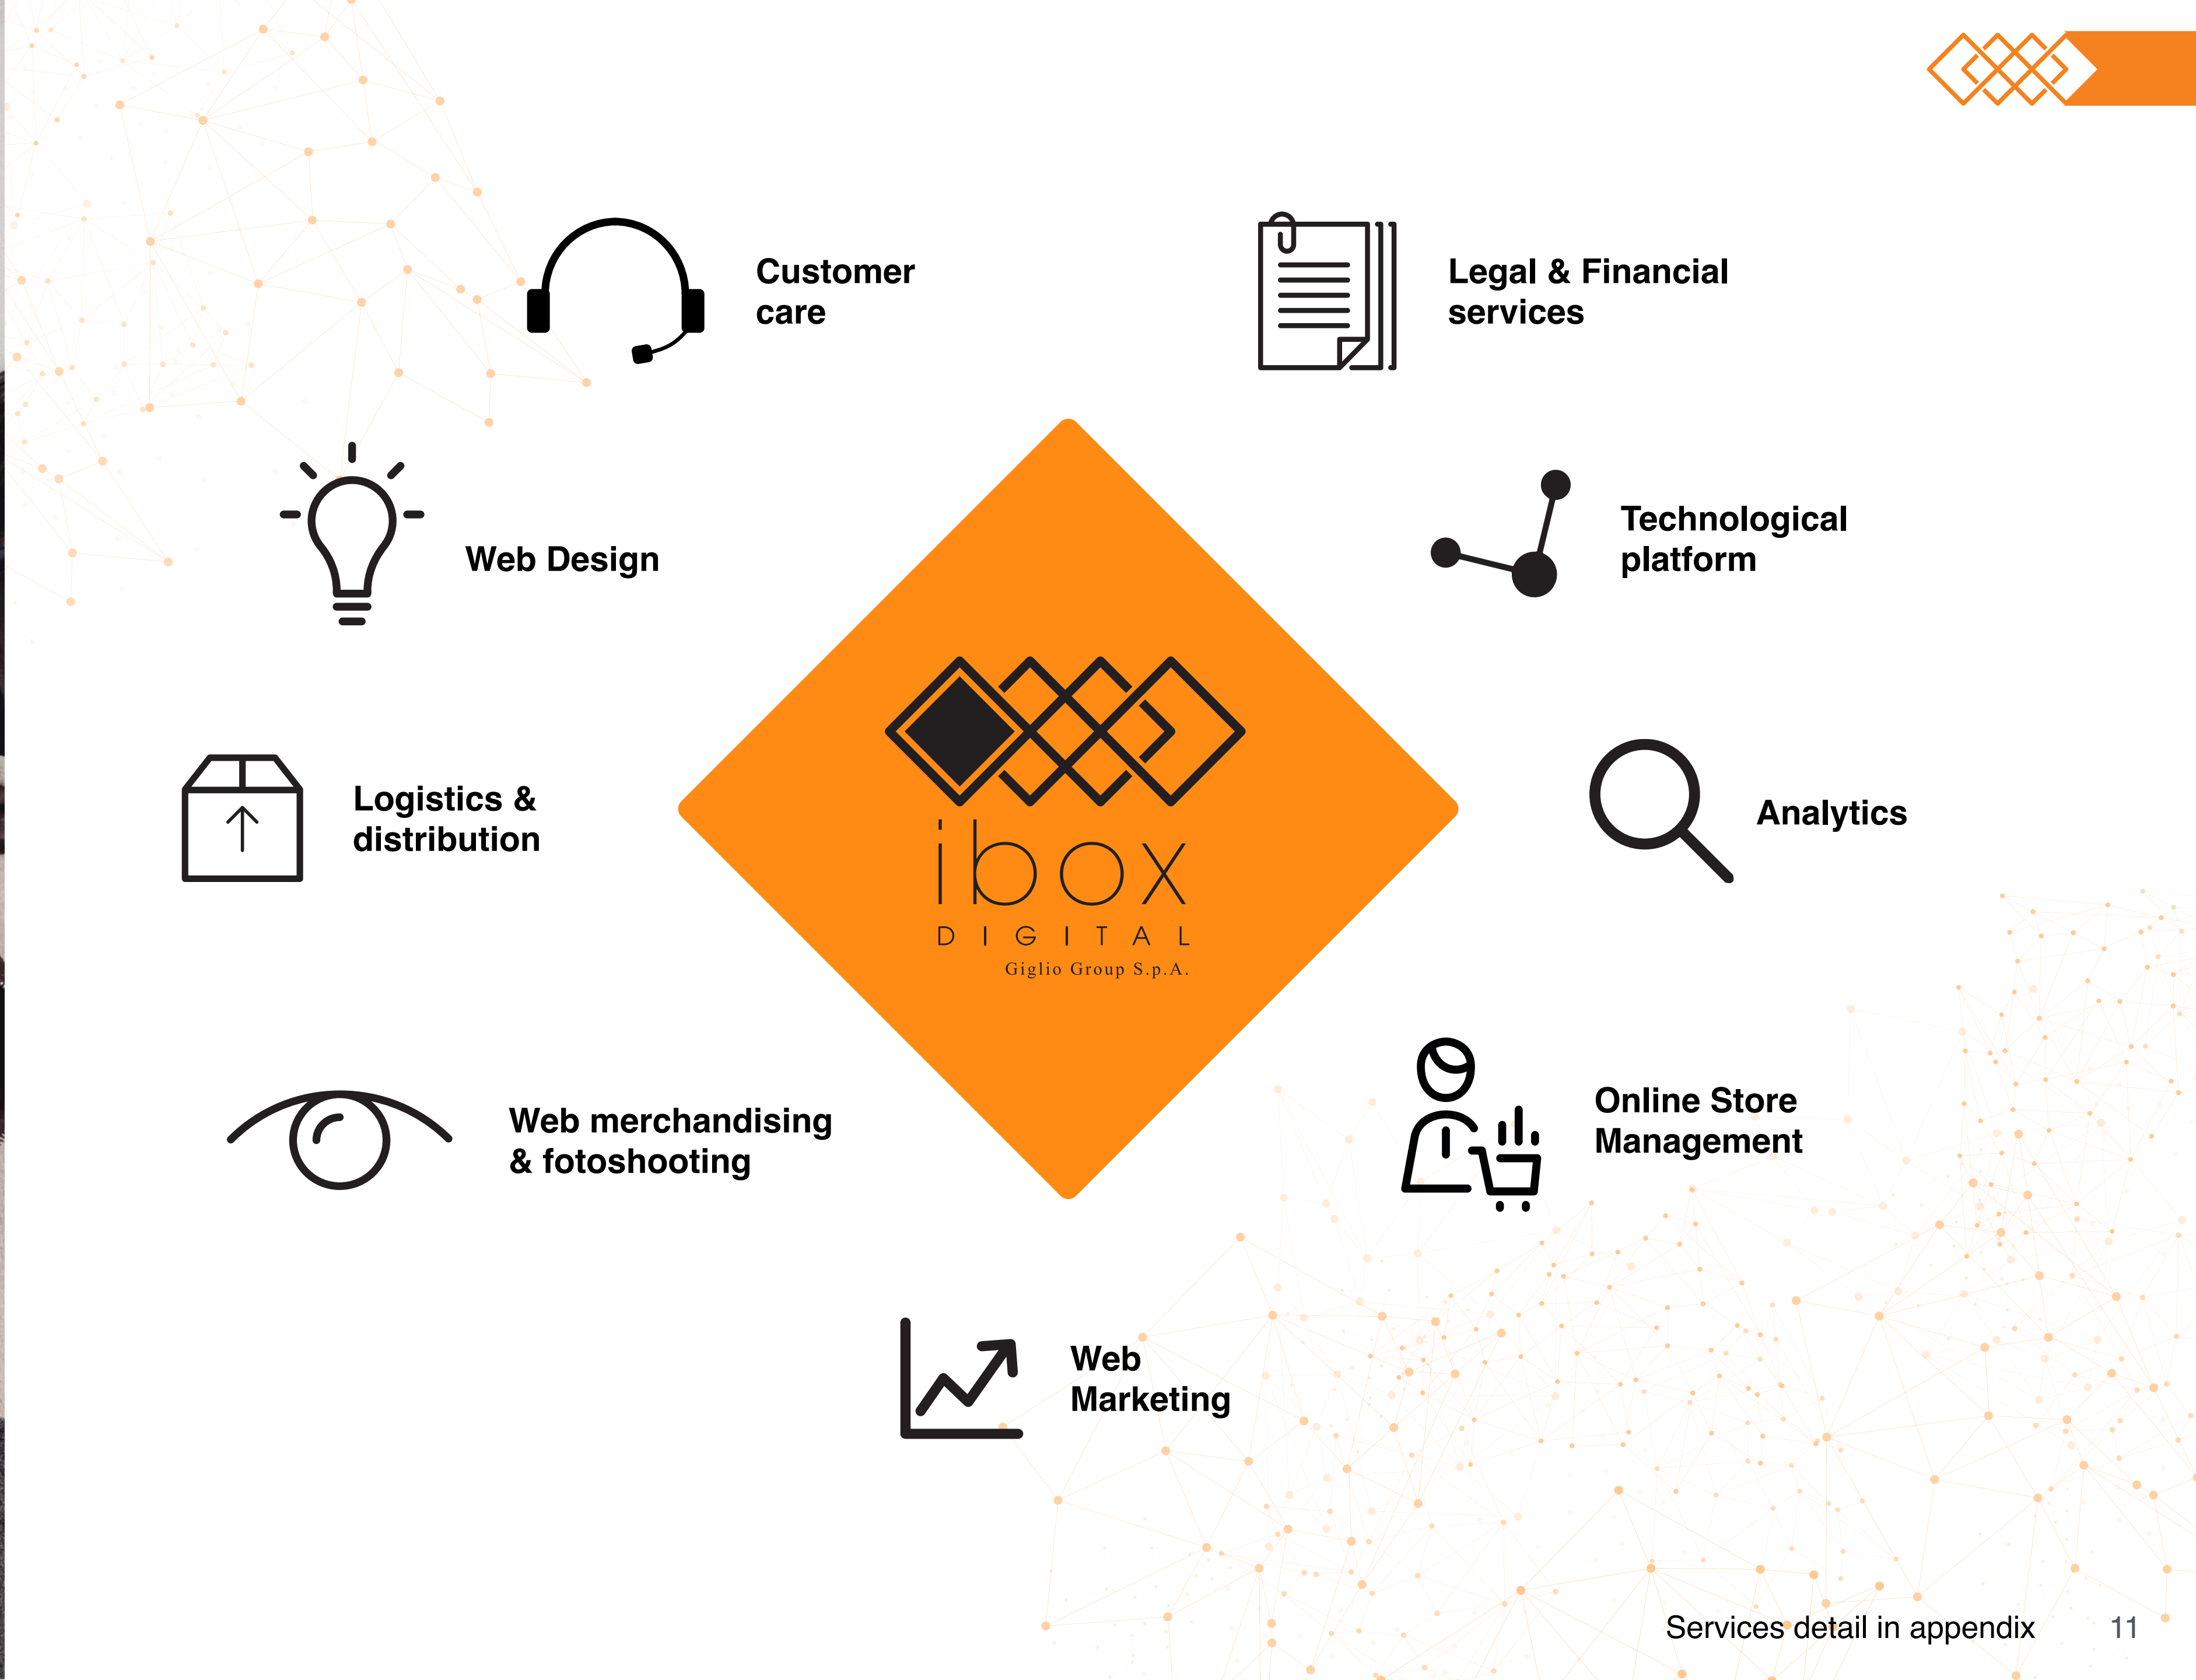 Customer
care
Legal & Financial
services
Web Design
Technological
platform
Logistics &
distribution
Analytics
ibox
DIGITAL
Giglio Group S.p.A.
Web merchandising
& fotoshooting
Online Store
Management
Web
Marketing
Services detail in appendix
11